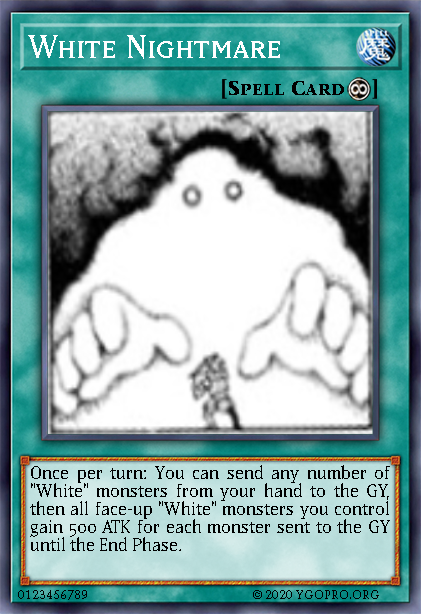 White Nightmare
[Spell Card]
Once per turn: You can send any number of
"White" monsters from your hand to the GY,
then all face-up "White" monsters you control
gain 500 ATK for each monster sent to the GY
until the End Phase.
0123456789 © 2020 YGOPRO.ORG